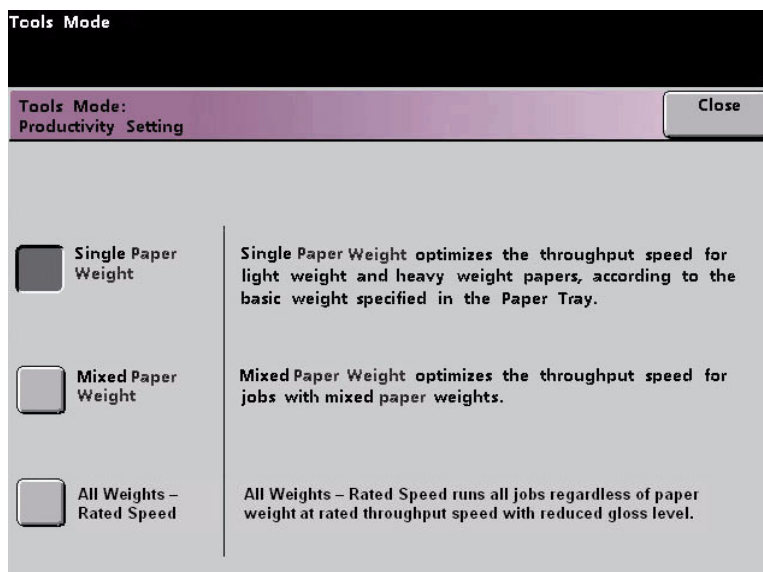 Tools Mode
Tools Mode:
Productivity Setting
Close
Single Paper
Weight
Single Paper Weight optimizes the throughput speed for
light weight and heavy weight papers, according to the
basic weight specified in the Paper Tray.
Mixed Paper
Weight
Mixed Paper Weight optimizes the throughput speed for
jobs with mixed paper weights.
All Weights –
Rated Speed
All Weights – Rated Speed runs all jobs regardless of paper
weight at rated throughput speed with reduced gloss level.